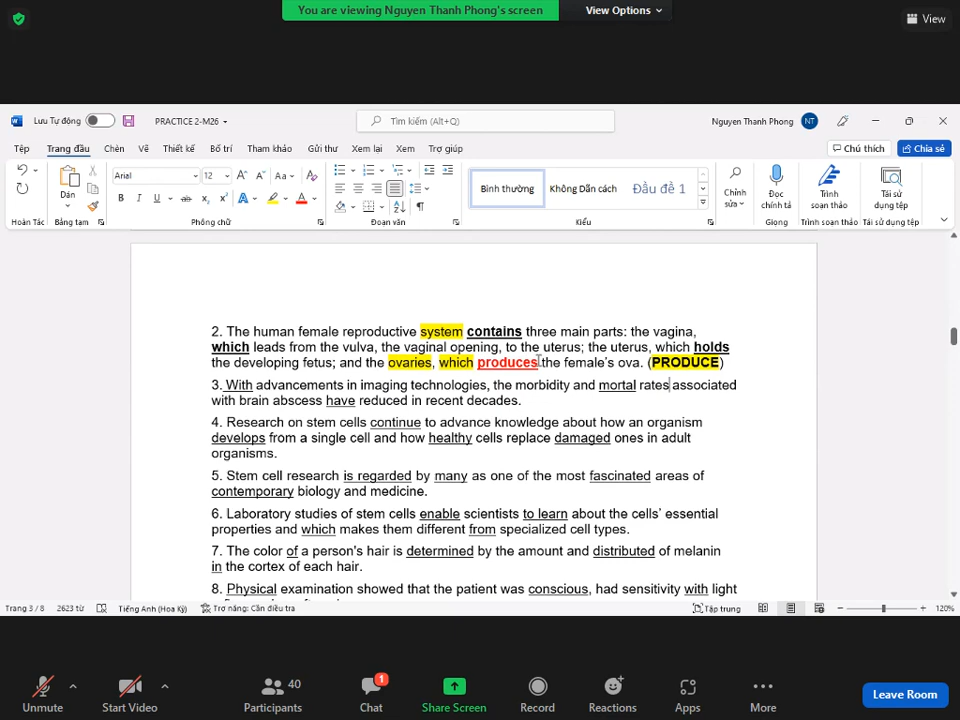 You are viewing Nguyen Thanh Phong's screen
View Options
View
Lưu Tự động
PRACTICE 2-M26
Tìm kiếm (Alt+Q)
Nguyen Thanh Phong
NT
Tệp
Trang đầu
Chèn
Vẽ
Thiết kế
Bố trí
Tham khảo
Gửi thư
Xem lại
Xem
Trợ giúp
Chú thích
Chia sẻ
Dán
Arial
12
Bình thường
Không Dãn cách
Đầu đề 1
Chỉnh sửa
Đọc chính tả
Trình soạn thảo
Tái sử dụng tệp
Hoàn Tác
Bảng tạm
Phông chữ
Đoạn văn
Kiểu
Giọng
Trình soạn thảo
Tái sử dụng tệp
2. The human female reproductive system contains three main parts: the vagina,
which leads from the vulva, the vaginal opening, to the uterus; the uterus, which holds
the developing fetus; and the ovaries, which produces the female's ova. (PRODUCE)
3. With advancements in imaging technologies, the morbidity and mortal rates associated
with brain abscess have reduced in recent decades.
4. Research on stem cells continue to advance knowledge about how an organism
develops from a single cell and how healthy cells replace damaged ones in adult
organisms.
5. Stem cell research is regarded by many as one of the most fascinated areas of
contemporary biology and medicine.
6. Laboratory studies of stem cells enable scientists to learn about the cells' essential
properties and which makes them different from specialized cell types.
7. The color of a person's hair is determined by the amount and distributed of melanin
in the cortex of each hair.
8. Physical examination showed that the patient was conscious, had sensitivity with light
Trang 3 / 8
2623 từ
Tiếng Anh (Hoa Kỳ)
Trợ năng: Cần điều tra
Tập trung
120%
Unmute
Start Video
Participants
40
Chat
1
Share Screen
Record
Reactions
Apps
More
Leave Room